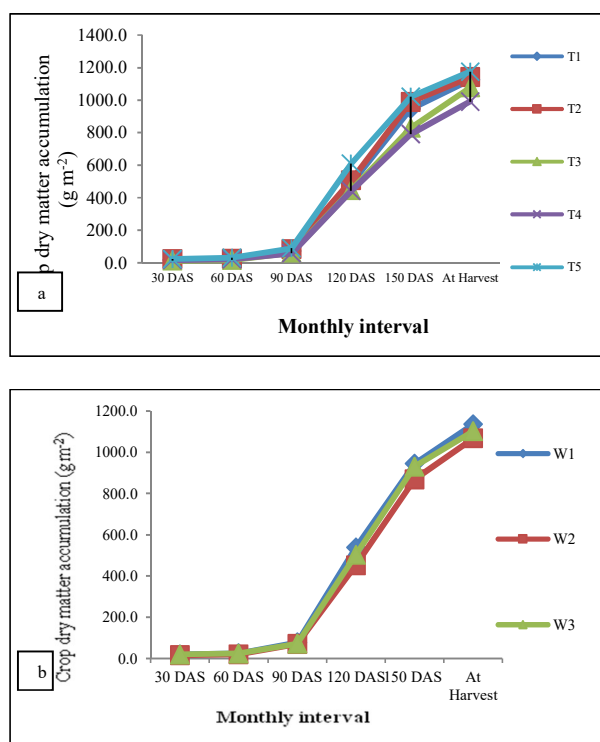 1400.0
1200.0
1000.0
800.0
600.0
400.0
200.0
0.0
p dry matter accumulation
(g m-2)
30 DAS 60 DAS 90 DAS 120 DAS 150 DAS At Harvest
Monthly interval
T1
T2
T3
T4
T5
a
1200.0
1000.0
800.0
600.0
400.0
200.0
0.0
Crop dry matter accumulation (gm-2)
30 DAS 60 DAS 90 DAS 120 DAS 150 DAS At
Harvest
Monthly interval
W1
W2
W3
b